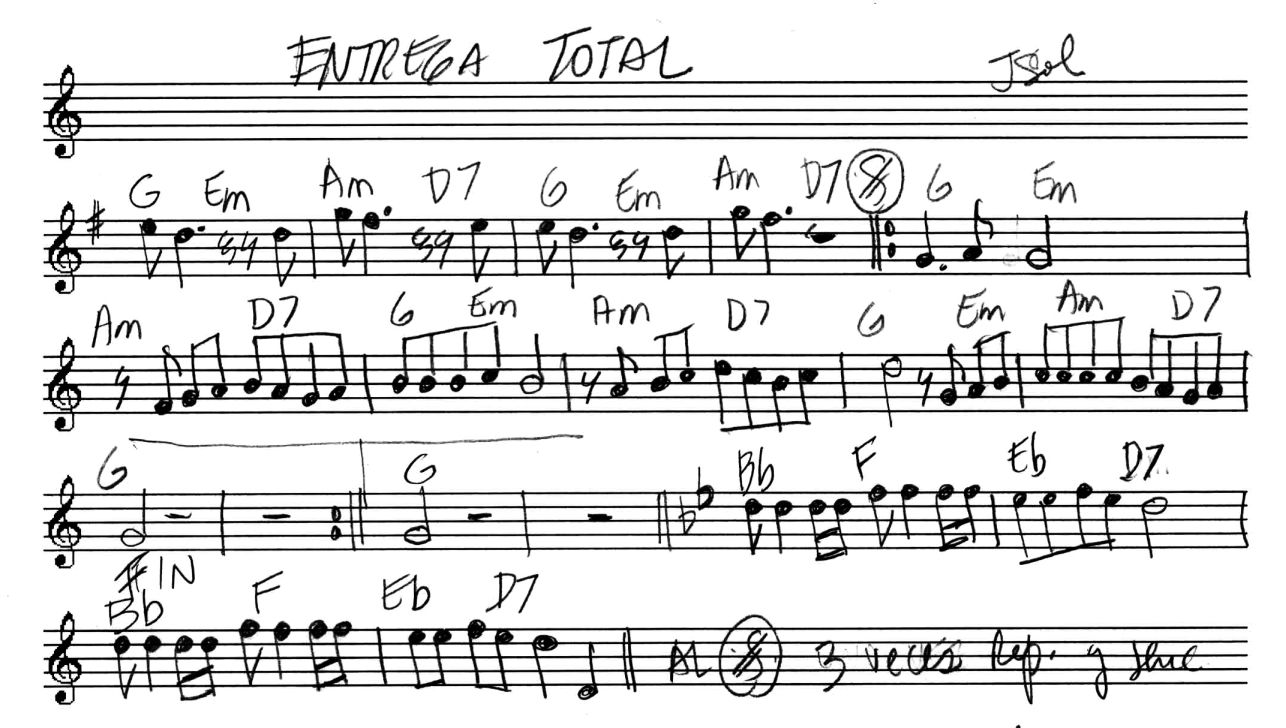 ENTREGA TOTAL JSol
G Em Am D7 G Em Am D7 G Em
Am D7 G Em Am D7 G Em Am D7
G G Bb F Eb D7
FIN
Bb F Eb D7 AL 3 veces Rep. y